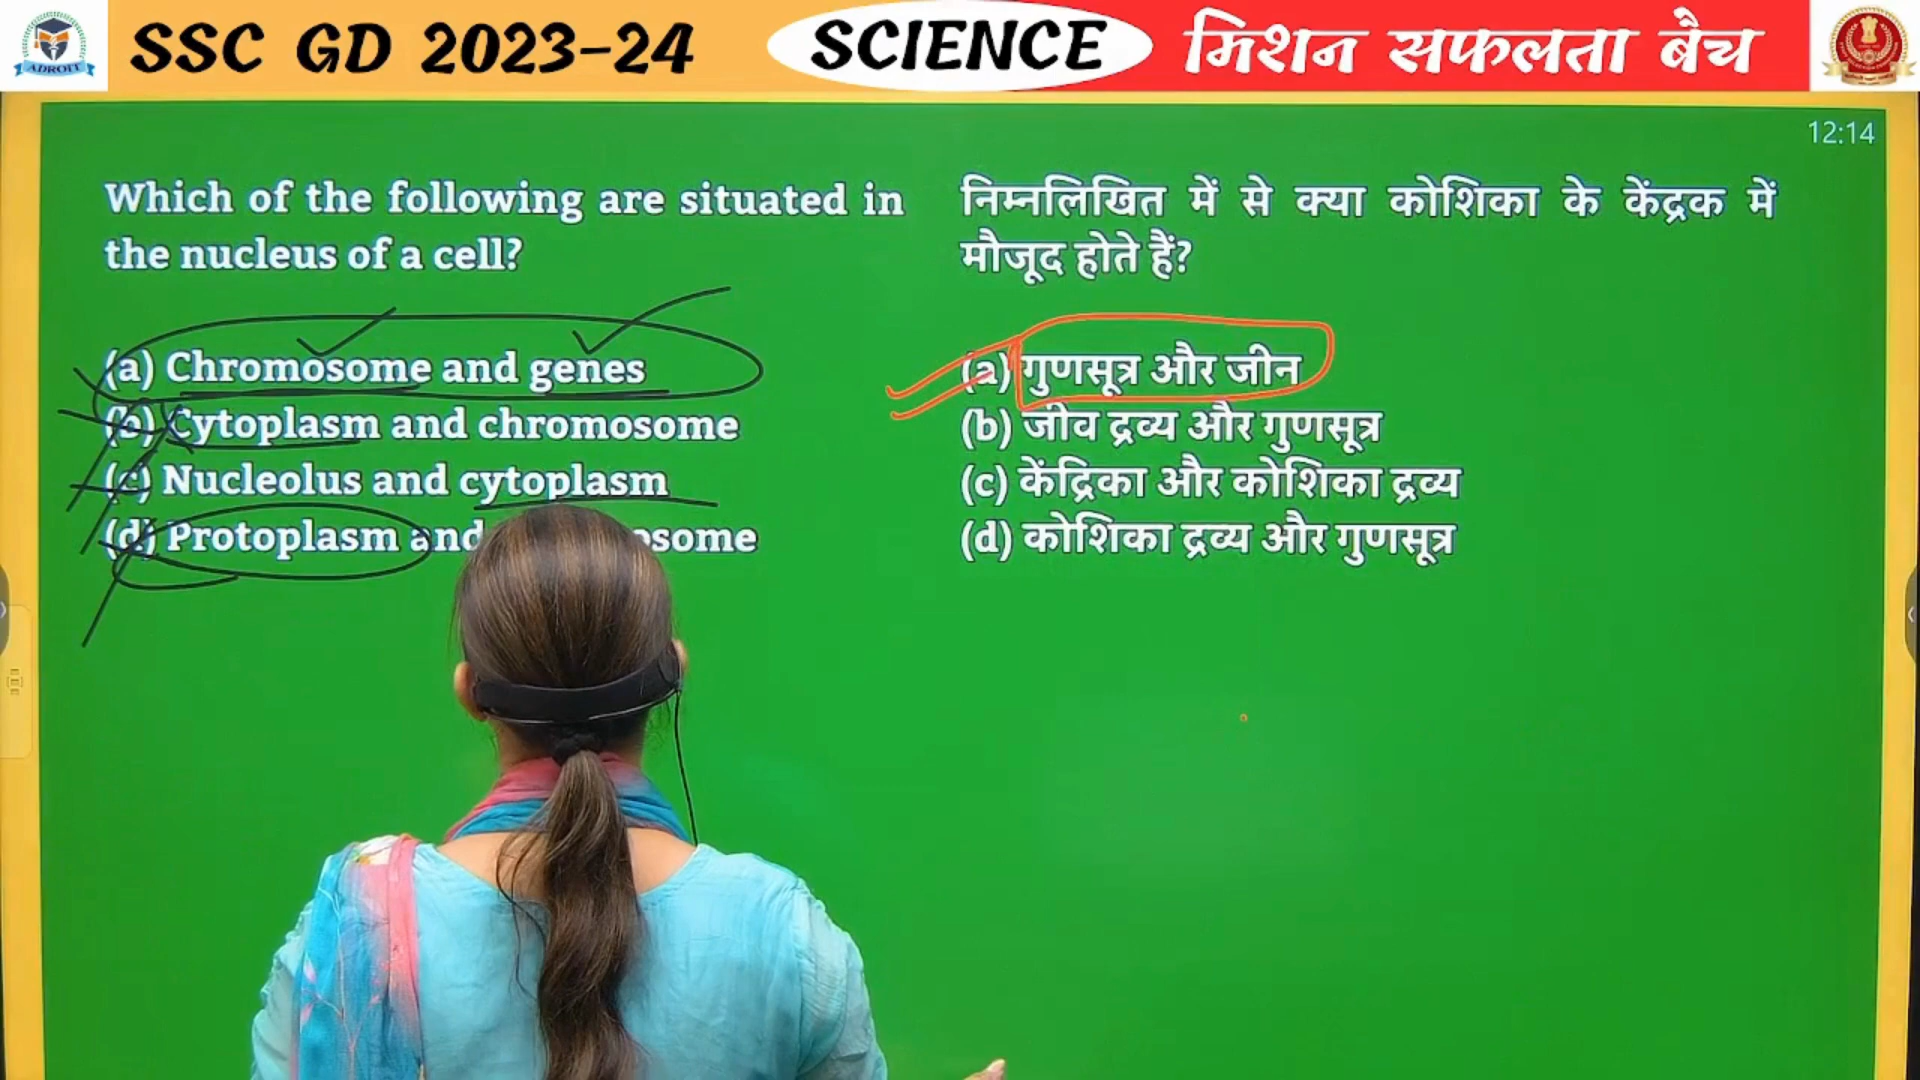 ADROIT
SSC GD 2023-24
SCIENCE
मिशन सफलता बैच
12:14
Which of the following are situated in
the nucleus of a cell?
(a) Chromosome and genes
(b) Cytoplasm and chromosome
(c) Nucleolus and cytoplasm
(d) Protoplasm and osome
निम्नलिखित में से क्या कोशिका के केंद्रक में
मौजूद होते हैं?
(a) गुणसूत्र और जीन
(b) जीव द्रव्य और गुणसूत्र
(c) केंद्रिका और कोशिका द्रव्य
(d) कोशिका द्रव्य और गुणसूत्र